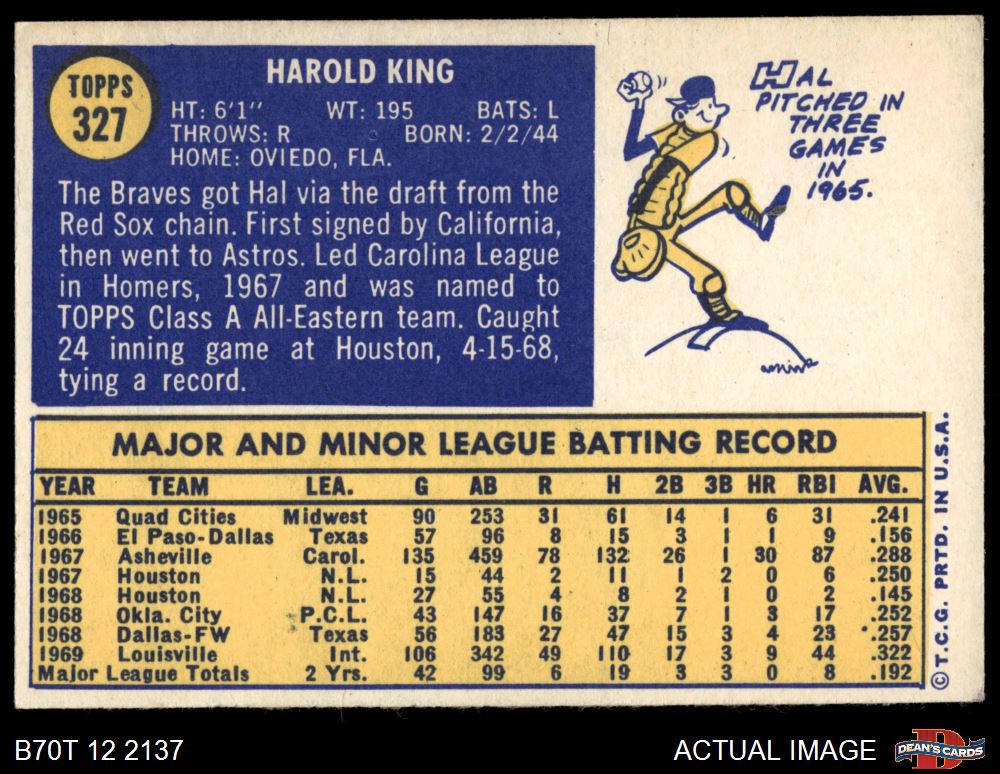 TOPPS
327
HAROLD KING
HT: 6'1" WT: 195 BATS: L
THROWS: R BORN: 2/2/44
HOME: OVIEDO, FLA.
The Braves got Hal via the draft from the
Red Sox chain. First signed by California,
then went to Astros. Led Carolina League
in Homers, 1967 and was named to
TOPPS Class A All-Eastern team. Caught
24 inning game at Houston, 4-15-68,
tying a record.
HAL
PITCHED IN
THREE
GAMES
IN
1965.
MAJOR AND MINOR LEAGUE BATTING RECORD
YEAR TEAM LEA. G AB R H 2B 3B HR RBI AVG.
1965 Quad Cities Midwest 90 253 31 61 14 1 6 31 .241
1966 El Paso-Dallas Texas 57 96 8 15 3 1 1 9 .156
1967 Asheville Carol. 135 459 78 132 26 1 30 87 .288
1967 Houston N.L. 15 44 2 11 1 2 0 6 .250
1968 Houston N.L. 27 55 4 8 2 1 0 2 .145
1968 Okla. City P.C.L. 43 147 16 37 7 1 3 17 .252
1968 Dallas-FW Texas 56 183 27 47 15 3 4 23 .257
1969 Louisville Int. 106 342 49 110 17 3 9 44 .322
Major League Totals 2 Yrs. 42 99 6 19 3 3 0 8 .192
© T.C.G. PRTD. IN U.S.A.
B70T 12 2137
ACTUAL IMAGE
DEAN'S CARDS